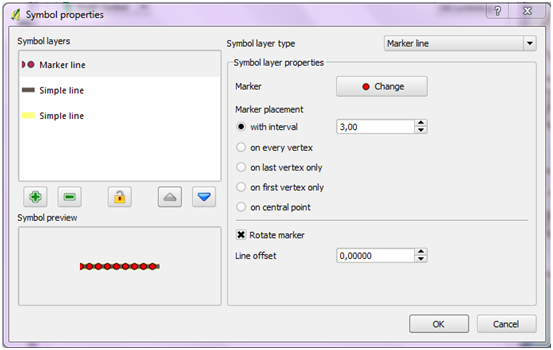 Symbol properties
Symbol layers
Marker line
Simple line
Simple line
Symbol preview
Symbol layer type
Marker line
Symbol layer properties
Marker
Change
Marker placement
with interval
3,00
on every vertex
on last vertex only
on first vertex only
on central point
Rotate marker
Line offset
0,00000
OK
Cancel